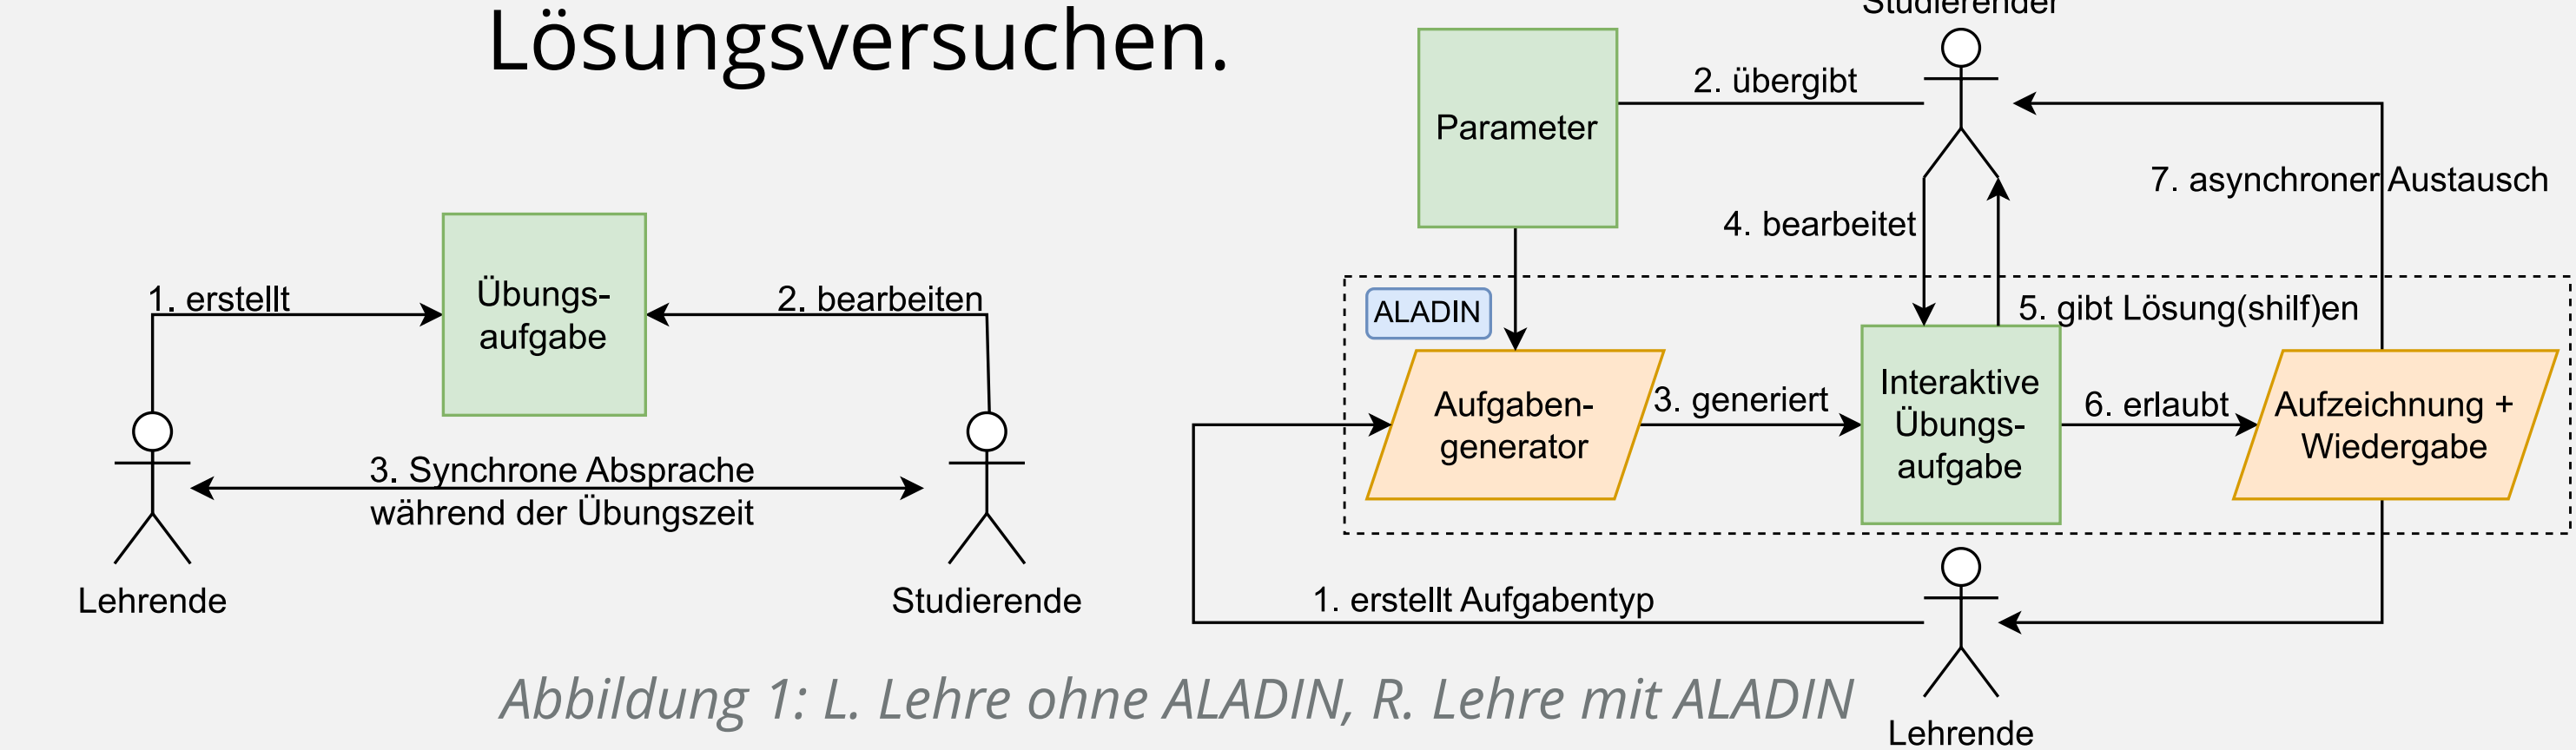 Lösungsversuchen.
1. erstellt
Übungs-
aufgabe
2. bearbeiten
3. Synchrone Absprache
während der Übungszeit
Lehrende
Studierende
Studierender
Parameter
2. übergibt
7. asynchroner Austausch
4. bearbeitet
ALADIN
5. gibt Lösung(shilf)en
Aufgaben-
generator
3. generiert
Interaktive
Übungs-
aufgabe
6. erlaubt
Aufzeichnung +
Wiedergabe
1. erstellt Aufgabentyp
Lehrende
Abbildung 1: L. Lehre ohne ALADIN, R. Lehre mit ALADIN